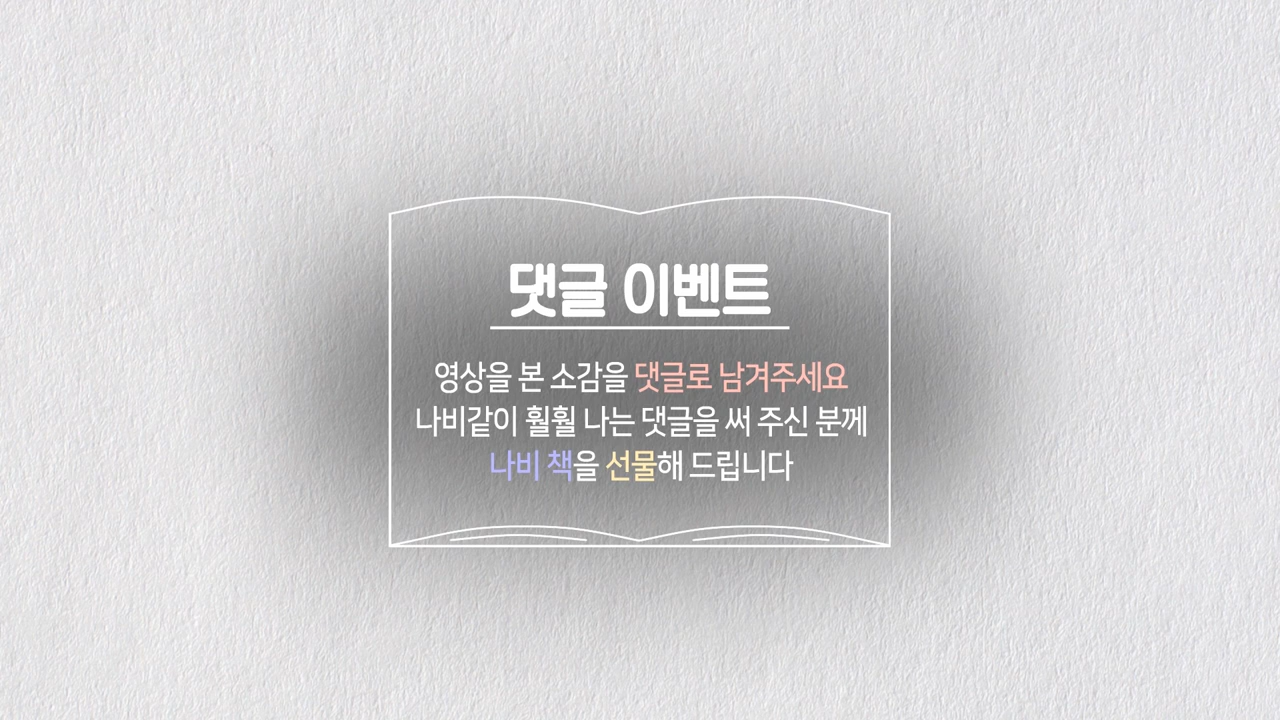 댓글 이벤트
영상을 본 소감을 댓글로 남겨주세요
나비같이 훨훨 나는 댓글을 써 주신 분께
나비 책을 선물해 드립니다